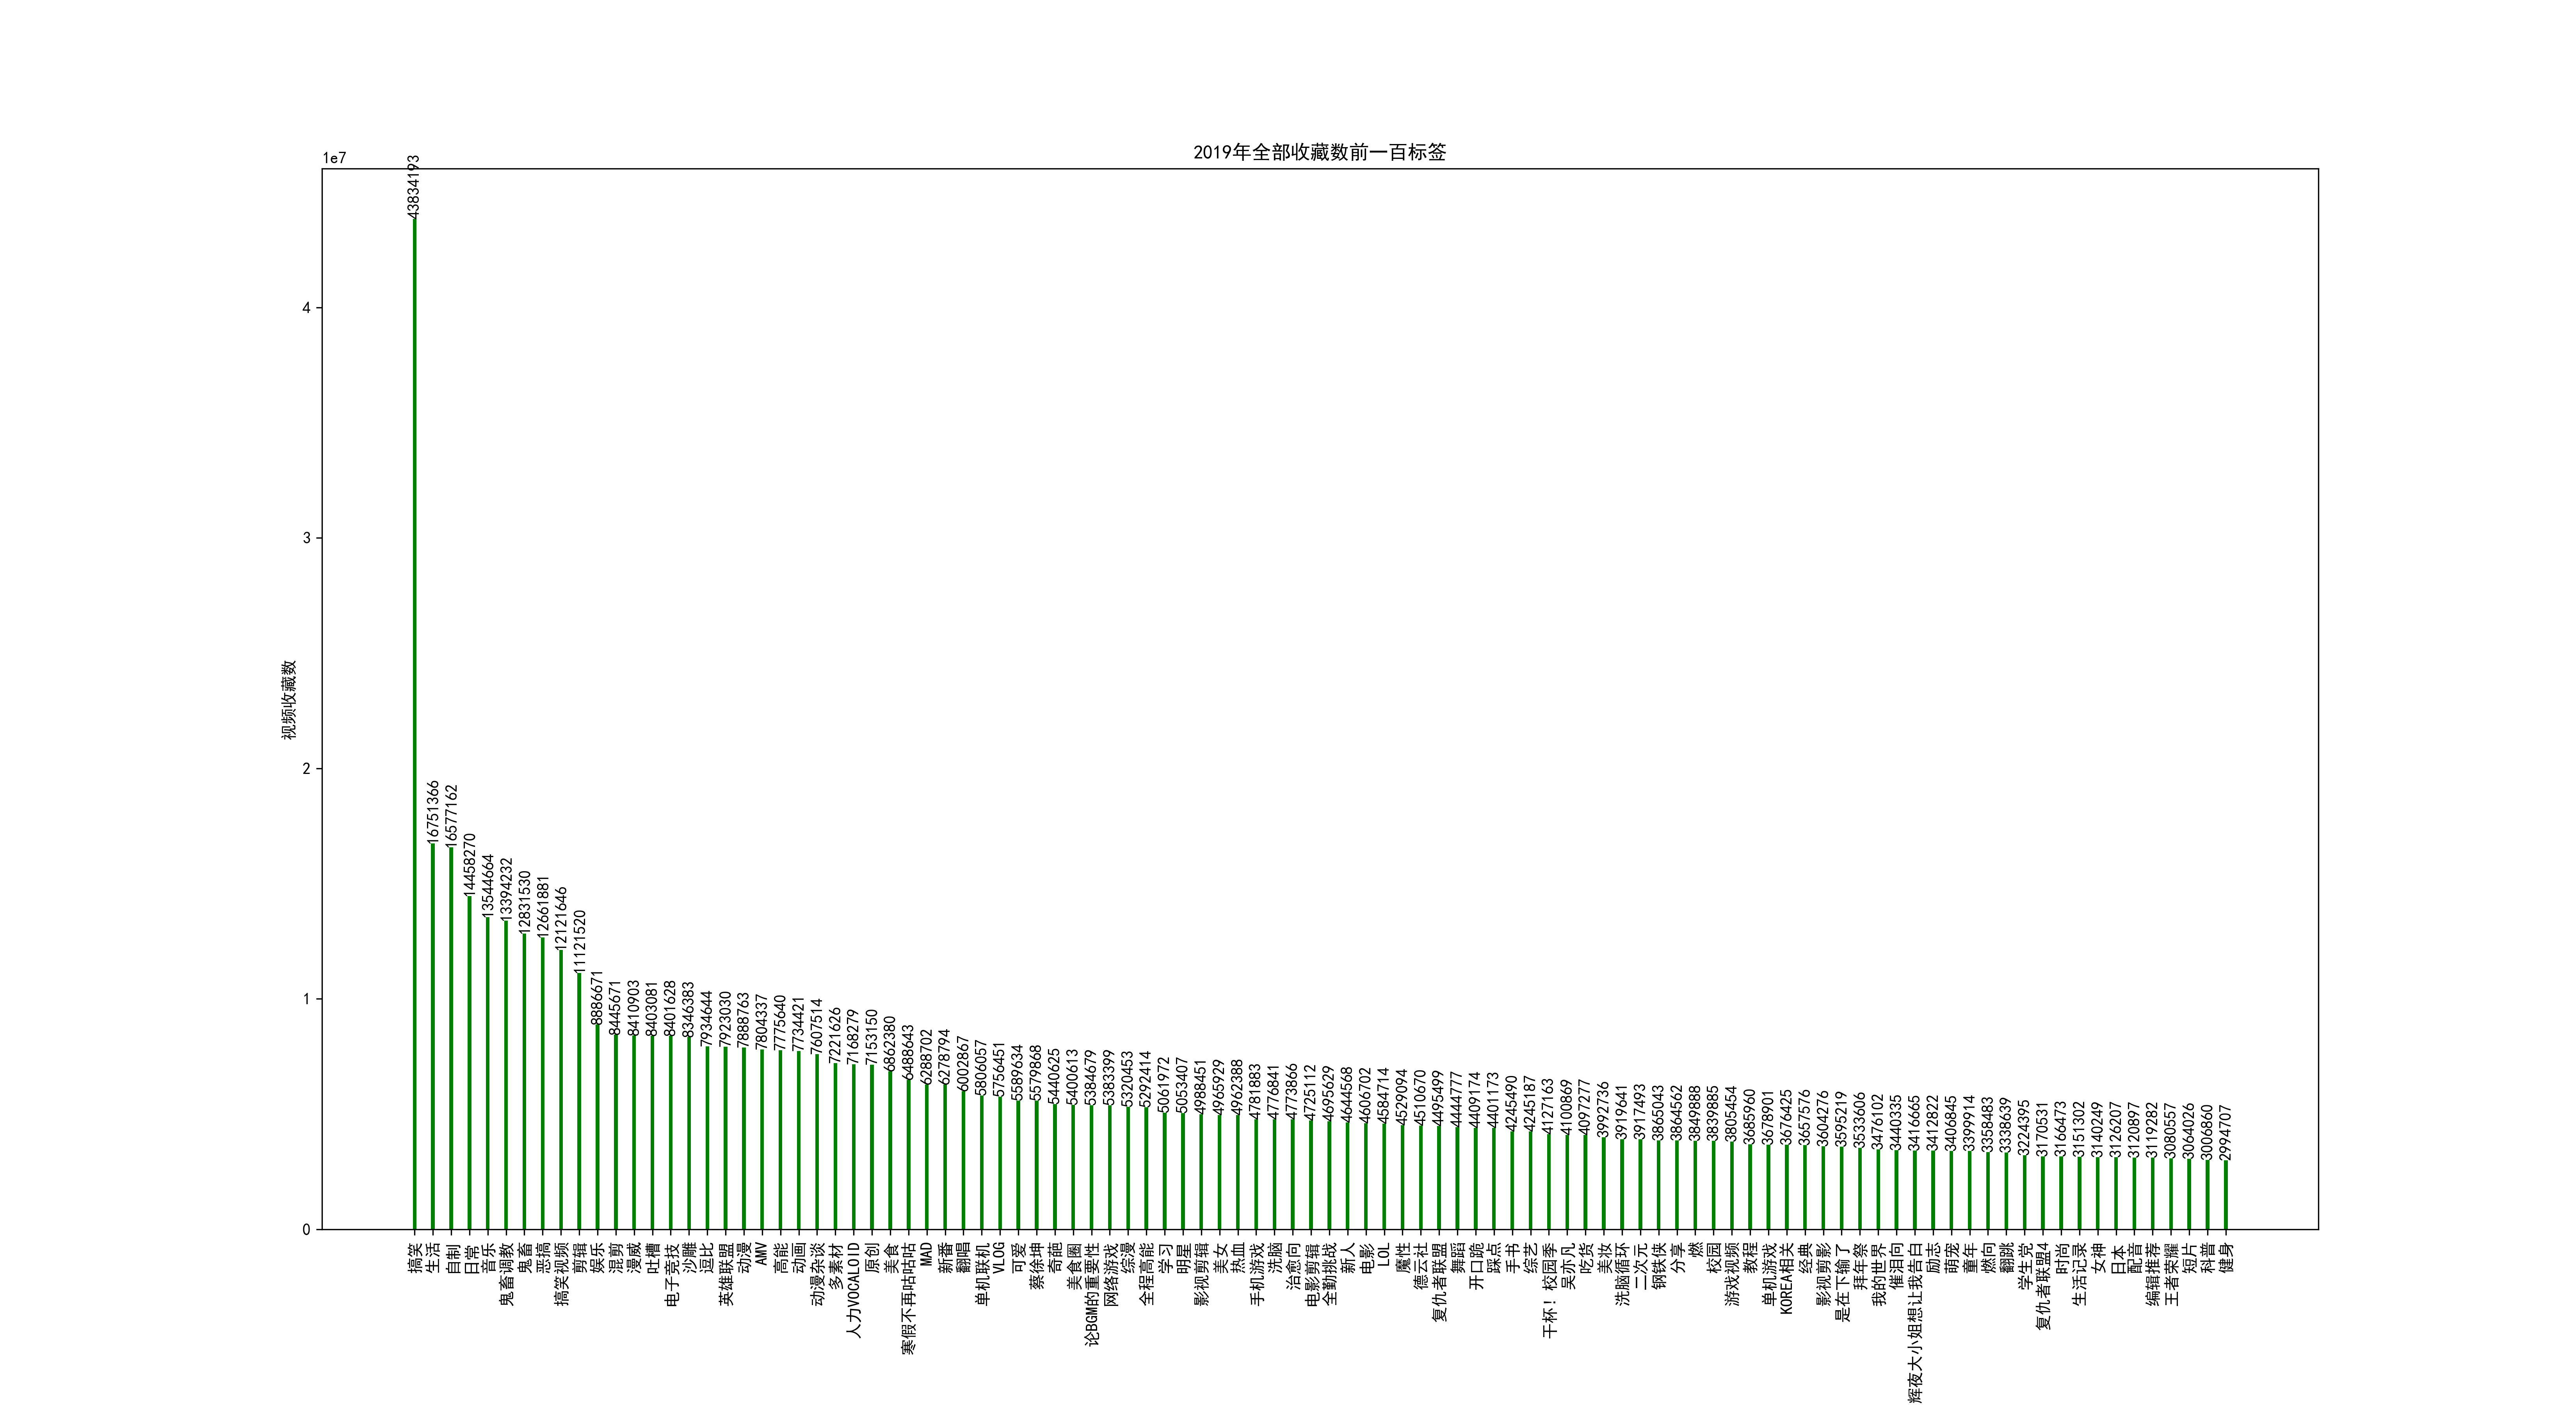 2019年全部收藏数前一百标签
1e7
视频收藏数
4
3
2
1
0
43834193
16751366
16577162
14458270
13544664
13394232
12831530
12661881
12121646
11121520
8886671
8445671
8410903
8403081
8401628
8346383
7934644
7923030
7888763
7804337
7775640
7734421
7607514
7221626
7168279
7153150
6862380
6488643
6288702
6278794
6002867
5806057
5756451
5589634
5579868
5440625
5400613
5384679
5383399
5320453
5292414
5061972
5053407
4988451
4965929
4962388
4781883
4776841
4773866
4725112
4695629
4644568
4606702
4584714
4529094
4510670
4495499
4444777
4409174
4401173
4245490
4245187
4127163
4100869
4097277
3992736
3919641
3917493
3865043
3864562
3849888
3839885
3805454
3685960
3678901
3676425
3657576
3604276
3595219
3533606
3476102
3440335
3416665
3412822
3406845
3399914
3358483
3338639
3224395
3170531
3166473
3151302
3140249
3126207
3120897
3119282
3080557
3064026
3006860
2994707
搞笑
生活
自制
日常
音乐
鬼畜调教
鬼畜
恶搞
搞笑视频
剪辑
娱乐
混剪
漫威
吐槽
电子竞技
沙雕
逗比
英雄联盟
动漫
AMV
高能
动画
动漫杂谈
多素材
人力VOCALOID
原创
美食
寒假不再咕咕咕
MAD
新番
翻唱
单机联机
VLOG
可爱
蔡徐坤
奇葩
美食圈
论BGM的重要性
网络游戏
综漫
全程高能
学习
明星
影视剪辑
美女
热血
手机游戏
洗脑
治愈向
电影剪辑
全勤挑战
新人
电影
LOL
魔性
德云社
复仇者联盟
舞蹈
开口跪
踩点
手书
综艺
干杯！校园季
吴亦凡
吃货
美妆
洗脑循环
二次元
钢铁侠
分享
燃
校园
游戏视频
教程
单机游戏
KOREA相关
经典
影视剪影
是在下输了
拜年祭
我的世界
催泪向
辉夜大小姐想让我告白
励志
萌宠
童年
燃向
翻跳
学生党
复仇者联盟4
时尚
生活记录
女神
日本
配音
编辑推荐
王者荣耀
短片
科普
健身